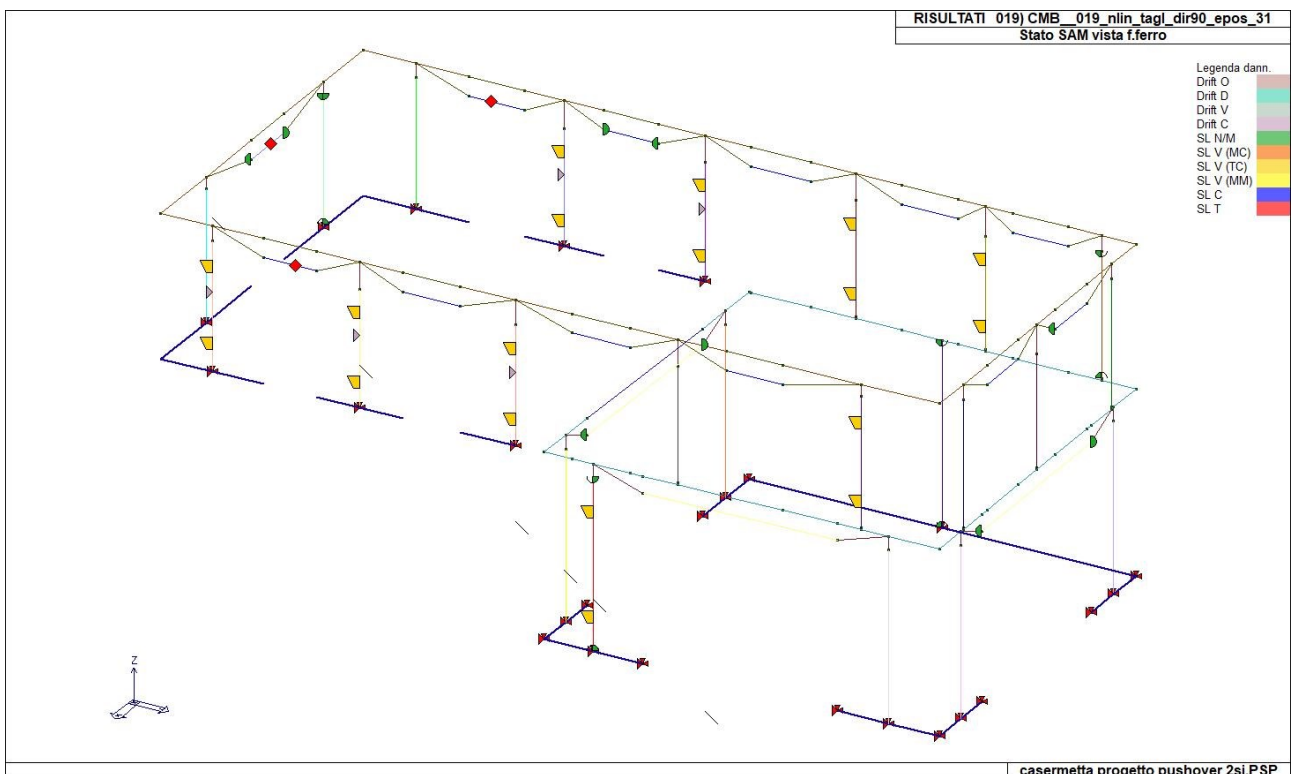 RISULTATI 019) CMB__019_nlin_tagl_dir90_epos_31
Stato SAM vista f.ferro
Legenda dann.
Drift O
Drift D
Drift V
Drift C
SL N/M
SL V (MC)
SL V (TC)
SL V (MM)
SL C
SL T
Z
casermetta progetto pushover 2si.PSP